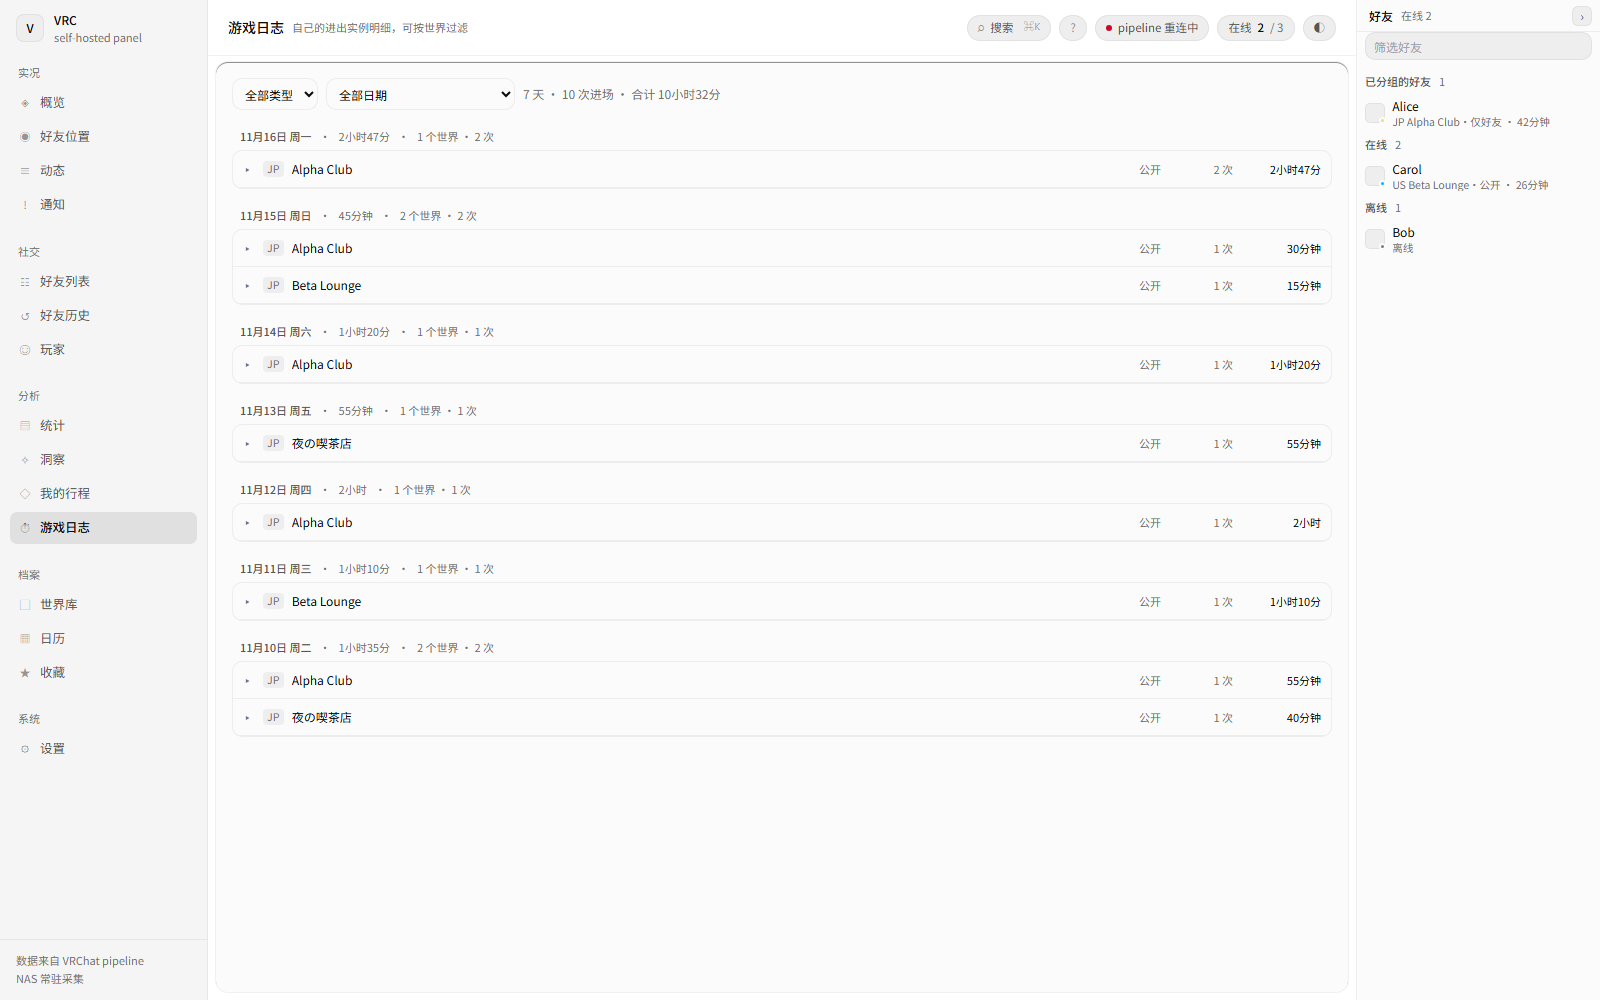 V
VRC
self-hosted panel
实况
概览
好友位置
动态
通知
社交
好友列表
好友历史
玩家
分析
统计
洞察
我的行程
游戏日志
档案
世界库
日历
收藏
系统
设置
数据来自 VRChat pipeline
NAS 常驻采集
游戏日志 自己的进出实例明细，可按世界过滤
搜索 ⌘K
?
pipeline 重连中
在线 2 / 3
全部类型 全部日期 7 天 · 10 次进场 · 合计 10小时32分
11月16日 周一 · 2小时47分 · 1 个世界 · 2 次
JP Alpha Club 公开 2 次 2小时47分
11月15日 周日 · 45分钟 · 2 个世界 · 2 次
JP Alpha Club 公开 1 次 30分钟
JP Beta Lounge 公开 1 次 15分钟
11月14日 周六 · 1小时20分 · 1 个世界 · 1 次
JP Alpha Club 公开 1 次 1小时20分
11月13日 周五 · 55分钟 · 1 个世界 · 1 次
JP 夜の喫茶店 公开 1 次 55分钟
11月12日 周四 · 2小时 · 1 个世界 · 1 次
JP Alpha Club 公开 1 次 2小时
11月11日 周三 · 1小时10分 · 1 个世界 · 1 次
JP Beta Lounge 公开 1 次 1小时10分
11月10日 周二 · 1小时35分 · 2 个世界 · 2 次
JP Alpha Club 公开 1 次 55分钟
JP 夜の喫茶店 公开 1 次 40分钟
好友 在线 2
筛选好友
已分组的好友 1
Alice
JP Alpha Club · 仅好友 · 42分钟
在线 2
Carol
US Beta Lounge · 公开 · 26分钟
离线 1
Bob
离线